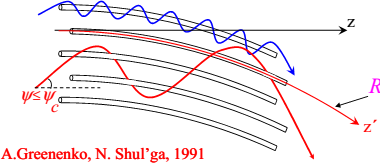 z
R
ψ≤ψc
z´
A.Greenenko, N. Shul'ga, 1991